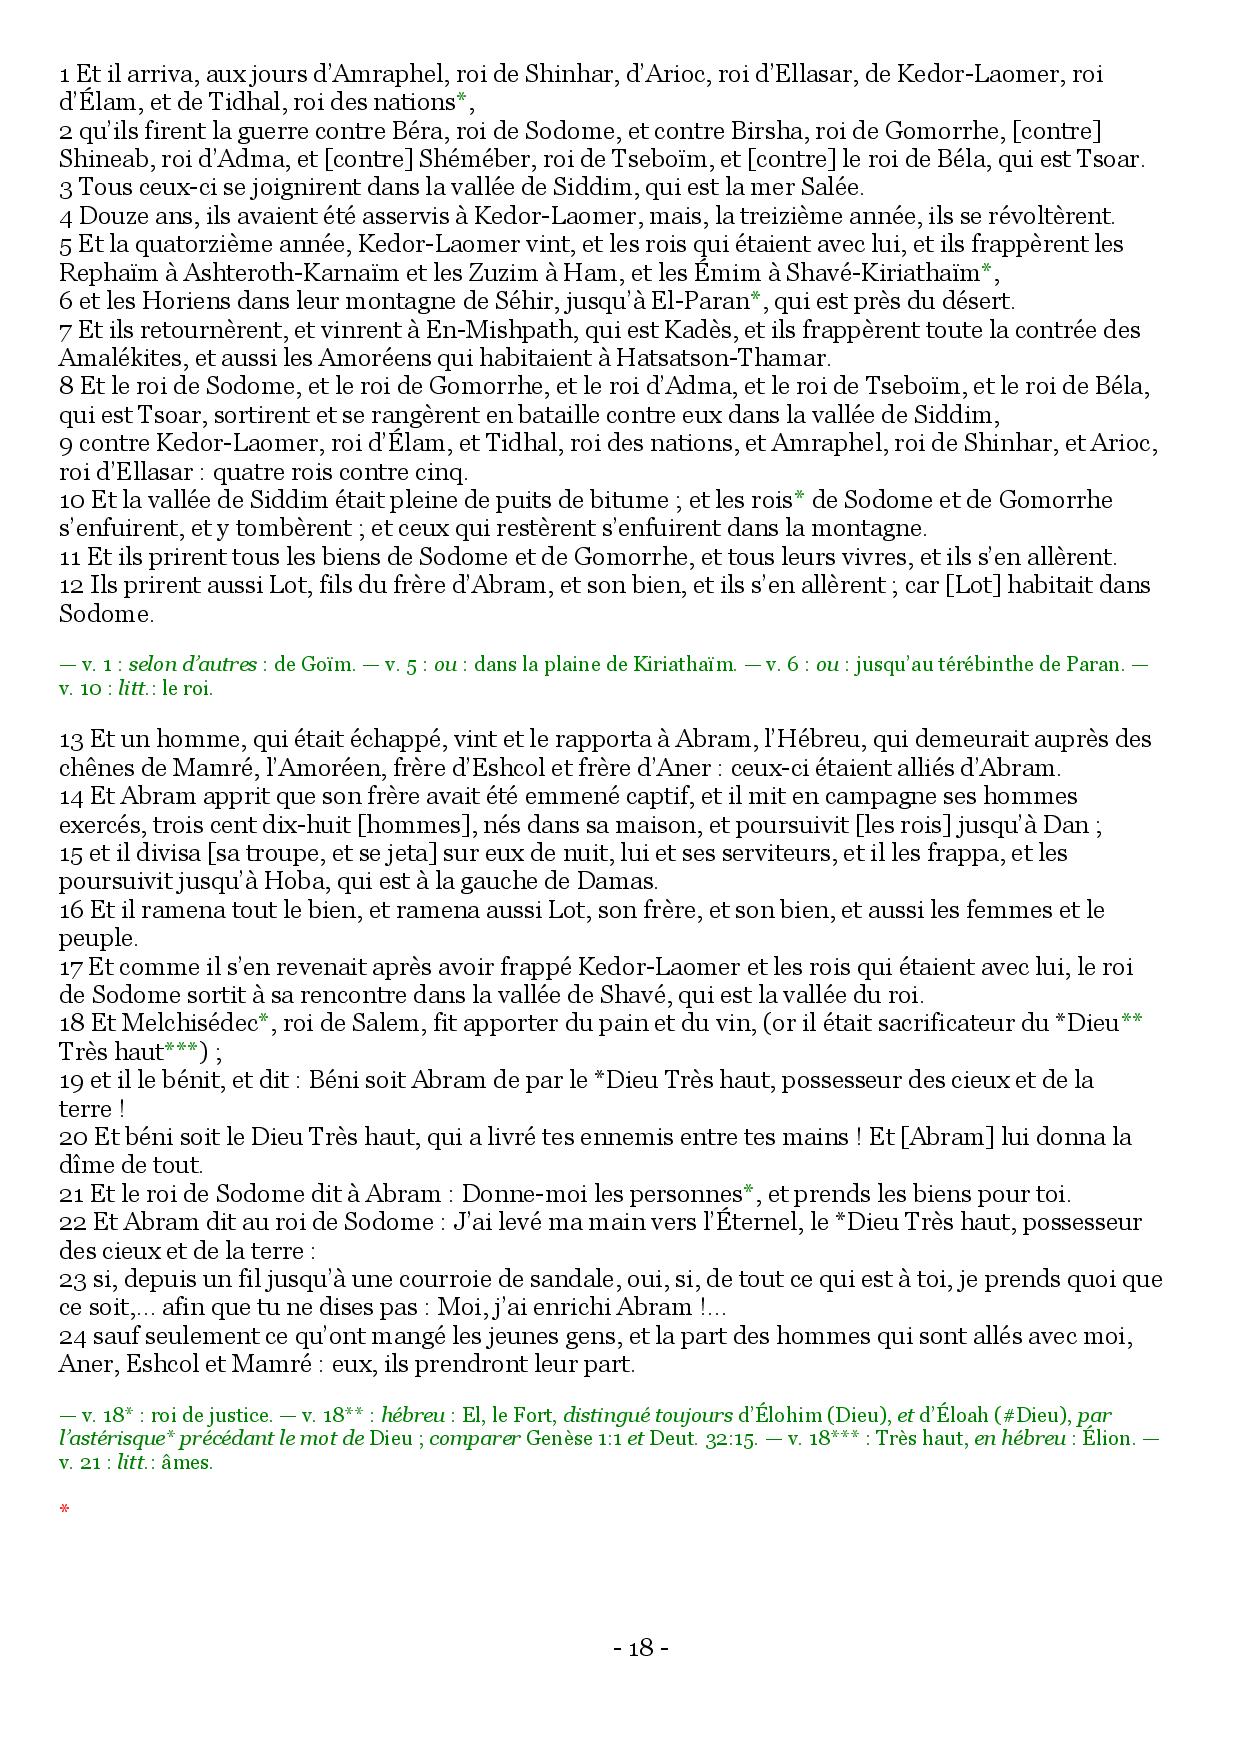 1 Et il arriva, aux jours d’Amraphel, roi de Shinhar, d’Arioc, roi d’Ellasar, de Kedor-Laomer, roi
d’Élam, et de Tidhal, roi des nations*,
2 qu’ils firent la guerre contre Béra, roi de Sodome, et contre Birsha, roi de Gomorrhe, [contre]
Shineab, roi d’Adma, et [contre] Shéméber, roi de Tseboïm, et [contre] le roi de Béla, qui est Tsoar.
3 Tous ceux-ci se joignirent dans la vallée de Siddim, qui est la mer Salée.
4 Douze ans, ils avaient été asservis à Kedor-Laomer, mais, la treizième année, ils se révoltèrent.
5 Et la quatorzième année, Kedor-Laomer vint, et les rois qui étaient avec lui, et ils frappèrent les
Rephaïm à Ashteroth-Karnaïm et les Zuzim à Ham, et les Émim à Shavé-Kiriathaïm*,
6 et les Horiens dans leur montagne de Séhir, jusqu’à El-Paran*, qui est près du désert.
7 Et ils retournèrent, et vinrent à En-Mishpath, qui est Kadès, et ils frappèrent toute la contrée des
Amalékites, et aussi les Amoréens qui habitaient à Hatsatson-Thamar.
8 Et le roi de Sodome, et le roi de Gomorrhe, et le roi d’Adma, et le roi de Tseboïm, et le roi de Béla,
qui est Tsoar, sortirent et se rangèrent en bataille contre eux dans la vallée de Siddim,
9 contre Kedor-Laomer, roi d’Élam, et Tidhal, roi des nations, et Amraphel, roi de Shinhar, et Arioc,
roi d’Ellasar : quatre rois contre cinq.
10 Et la vallée de Siddim était pleine de puits de bitume ; et les rois* de Sodome et de Gomorrhe
s’enfuirent, et y tombèrent ; et ceux qui restèrent s’enfuirent dans la montagne.
11 Et ils prirent tous les biens de Sodome et de Gomorrhe, et tous leurs vivres, et ils s’en allèrent.
12 Ils prirent aussi Lot, fils du frère d’Abram, et son bien, et ils s’en allèrent ; car [Lot] habitait dans
Sodome.
— v. 1 : selon d’autres : de Goïm. — v. 5 : ou : dans la plaine de Kiriathaïm. — v. 6 : ou : jusqu’au térébinthe de Paran. —
v. 10 : litt. : le roi.
13 Et un homme, qui était échappé, vint et le rapporta à Abram, l’Hébreu, qui demeurait auprès des
chênes de Mamré, l’Amoréen, frère d’Eshcol et frère d’Aner : ceux-ci étaient alliés d’Abram.
14 Et Abram apprit que son frère avait été emmené captif, et il mit en campagne ses hommes
exercés, trois cent dix-huit [hommes], nés dans sa maison, et poursuivit [les rois] jusqu’à Dan ;
15 et il divisa [sa troupe, et se jeta] sur eux de nuit, lui et ses serviteurs, et il les frappa, et les
poursuivit jusqu’à Hoba, qui est à la gauche de Damas.
16 Et il ramena tout le bien, et ramena aussi Lot, son frère, et son bien, et aussi les femmes et le
peuple.
17 Et comme il s’en revenait après avoir frappé Kedor-Laomer et les rois qui étaient avec lui, le roi
de Sodome sortit à sa rencontre dans la vallée de Shavé, qui est la vallée du roi.
18 Et Melchisédec*, roi de Salem, fit apporter du pain et du vin, (or il était sacrificateur du *Dieu**
Très haut***) ;
19 et il le bénit, et dit : Béni soit Abram de par le *Dieu Très haut, possesseur des cieux et de la
terre !
20 Et béni soit le Dieu Très haut, qui a livré tes ennemis entre tes mains ! Et [Abram] lui donna la
dîme de tout.
21 Et le roi de Sodome dit à Abram : Donne-moi les personnes*, et prends les biens pour toi.
22 Et Abram dit au roi de Sodome : J’ai levé ma main vers l’Éternel, le *Dieu Très haut, possesseur
des cieux et de la terre :
23 si, depuis un fil jusqu’à une courroie de sandale, oui, si, de tout ce qui est à toi, je prends quoi que
ce soit,… afin que tu ne dises pas : Moi, j’ai enrichi Abram !…
24 sauf seulement ce qu’ont mangé les jeunes gens, et la part des hommes qui sont allés avec moi,
Aner, Eshcol et Mamré : eux, ils prendront leur part.
— v. 18* : roi de justice. — v. 18** : hébreu : El, le Fort, distingué toujours d’Élohim (Dieu), et d’Éloah (#Dieu), par
l’astérisque* précédant le mot de Dieu ; comparer Genèse 1:1 et Deut. 32:15. — v. 18*** : Très haut, en hébreu : Élion. —
v. 21 : litt. : âmes.
*
- 18 -